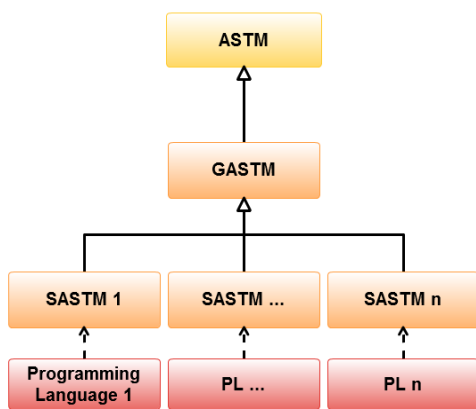 ASTM
GASTM
SASTM 1
SASTM ...
SASTM n
Programming
Language 1
PL ...
PL n